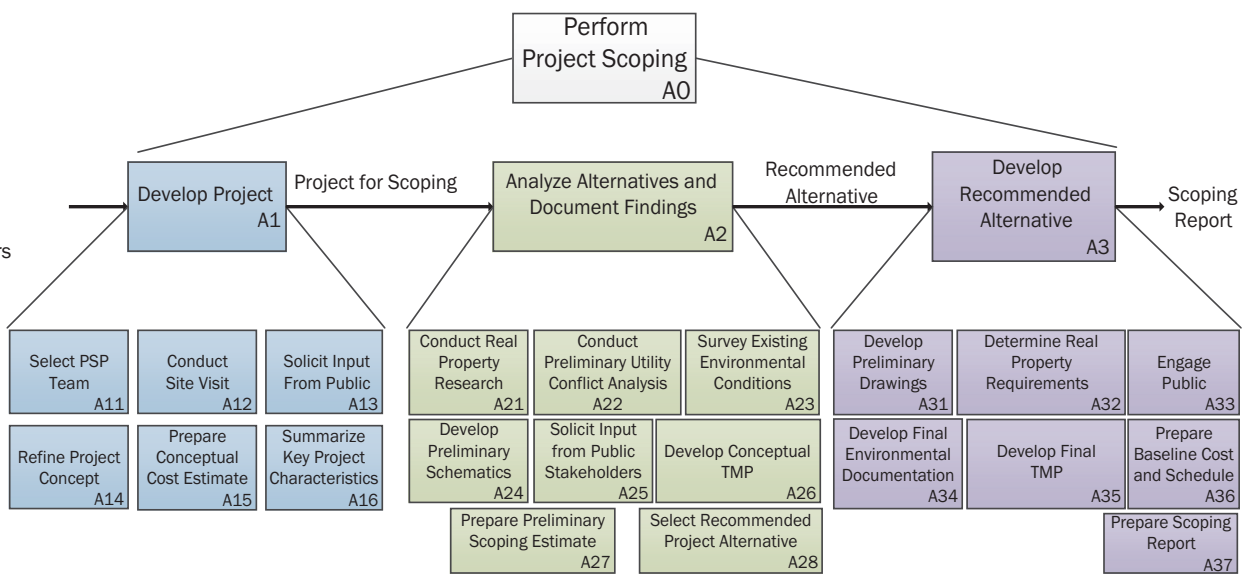 Perform
Project Scoping
A0
Develop Project
A1
Project for Scoping
Analyze Alternatives and
Document Findings
A2
Recommended
Alternative
Develop
Recommended
Alternative
A3
Scoping
Report
rs
Select PSP
Team
A11
Conduct
Site Visit
A12
Solicit Input
From Public
A13
Refine Project
Concept
A14
Prepare
Conceptual
Cost Estimate
A15
Summarize
Key Project
Characteristics
A16
Conduct Real
Property
Research
A21
Conduct
Preliminary Utility
Conflict Analysis
A22
Survey Existing
Environmental
Conditions
A23
Develop
Preliminary
Schematics
A24
Solicit Input
from Public
Stakeholders
A25
Develop Conceptual
TMP
A26
Prepare Preliminary
Scoping Estimate
A27
Select Recommended
Project Alternative
A28
Develop
Preliminary
Drawings
A31
Determine Real
Property
Requirements
A32
Engage
Public
A33
Develop Final
Environmental
Documentation
A34
Develop Final
TMP
A35
Prepare
Baseline Cost
and Schedule
A36
Prepare Scoping
Report
A37